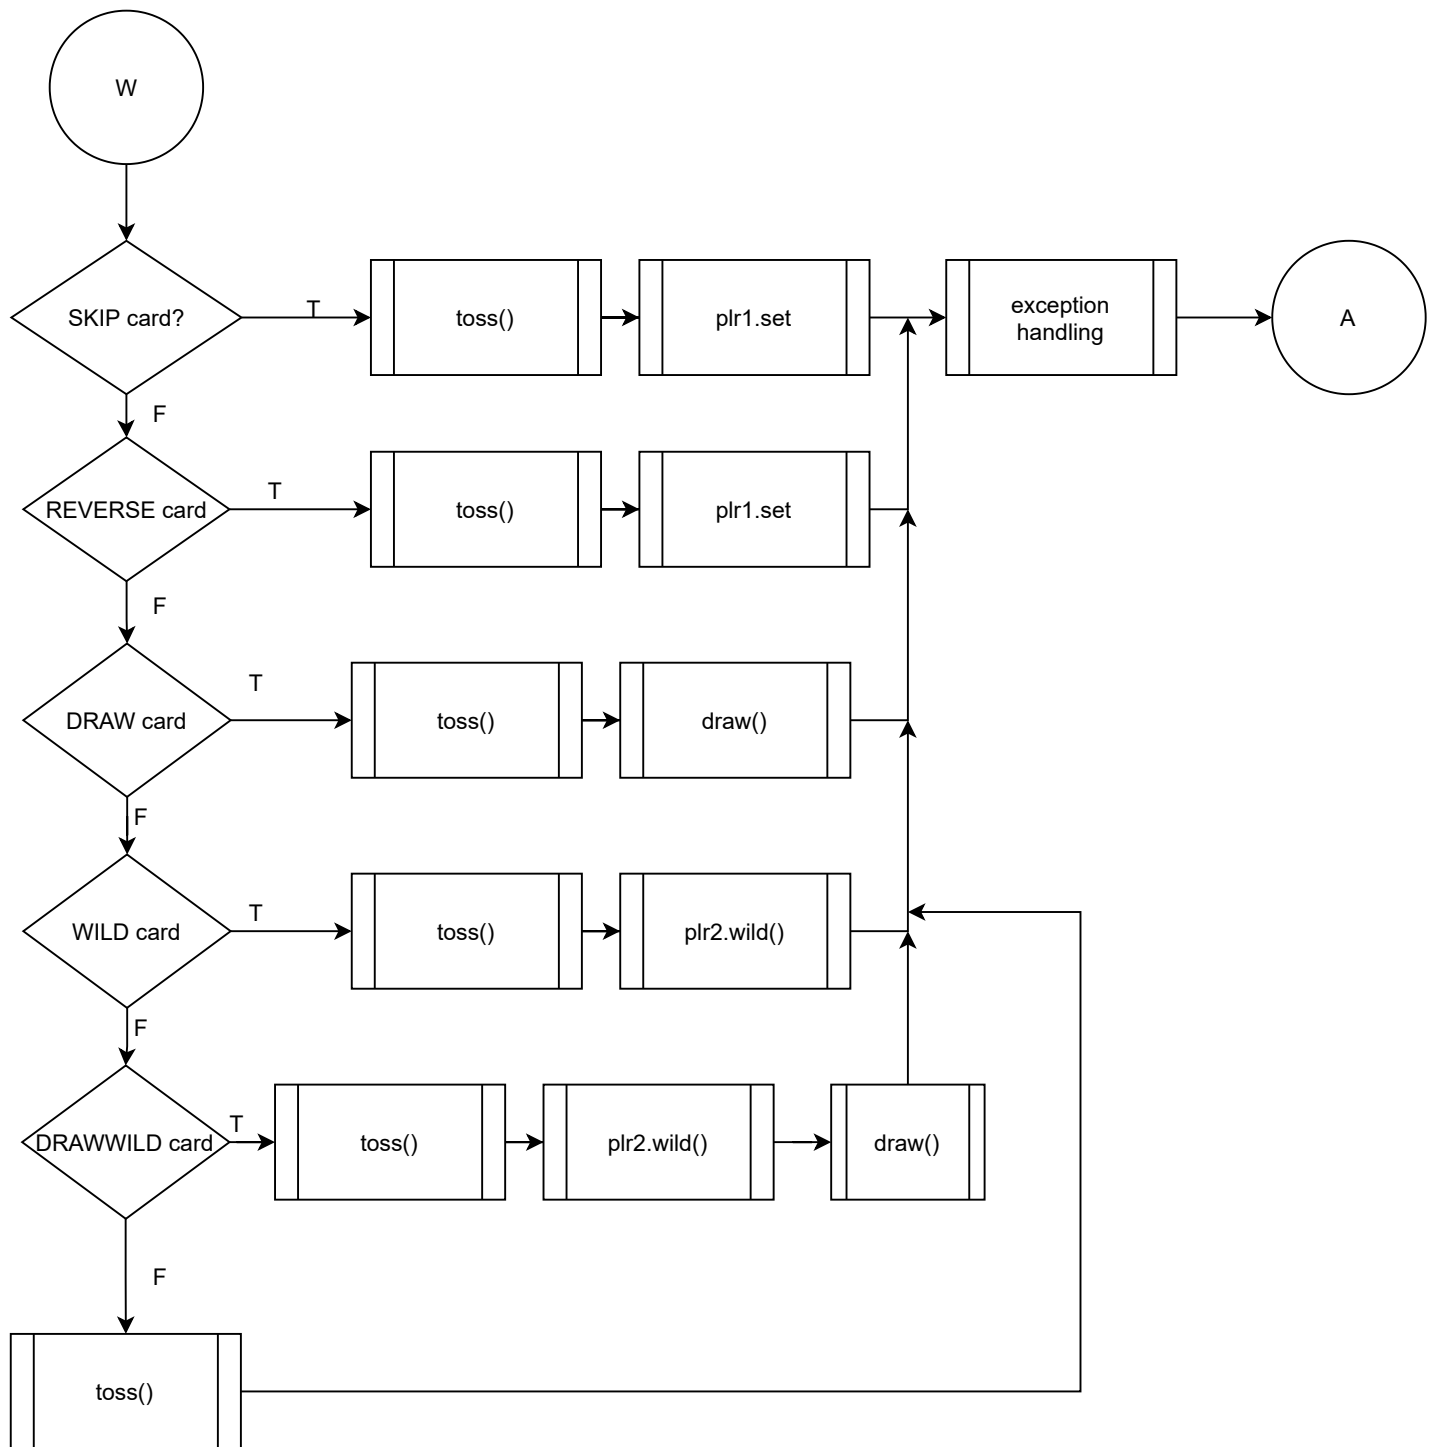 W
SKIP card?
T
toss()
plr1.set
exception
handling
A
F
REVERSE card
T
toss()
plr1.set
F
DRAW card
T
toss()
draw()
F
WILD card
T
toss()
plr2.wild()
F
DRAWWILD card
T
toss()
plr2.wild()
draw()
F
toss()